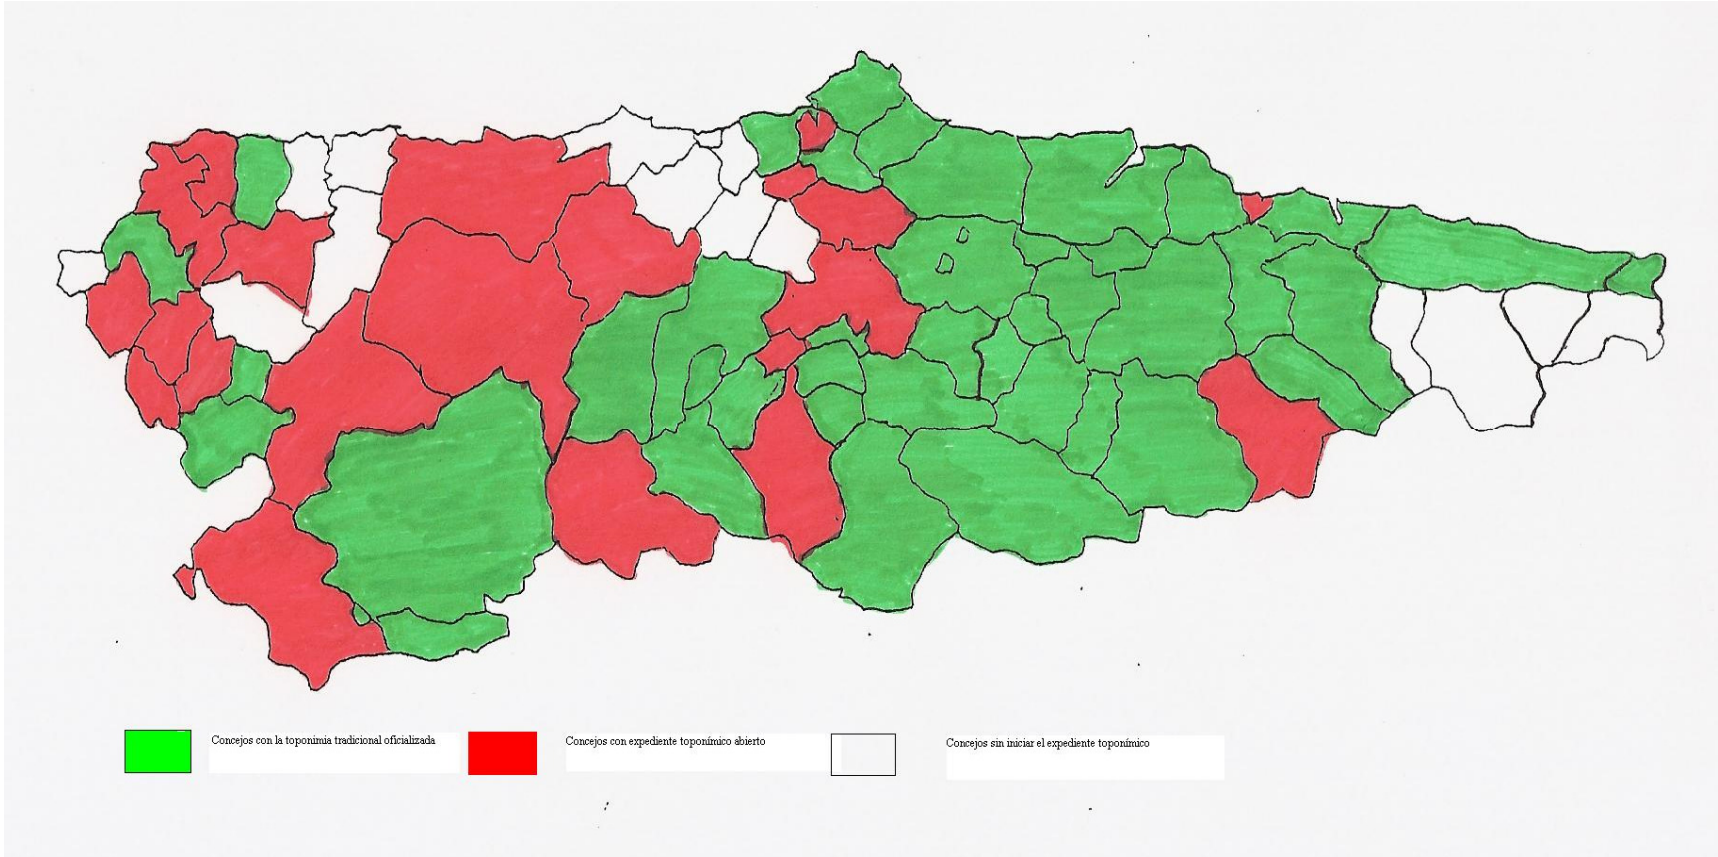 Concejos con la toponimia tradicional oficializada
Concejos con expediente toponímico abierto
Concejos sin iniciar el expediente toponímico